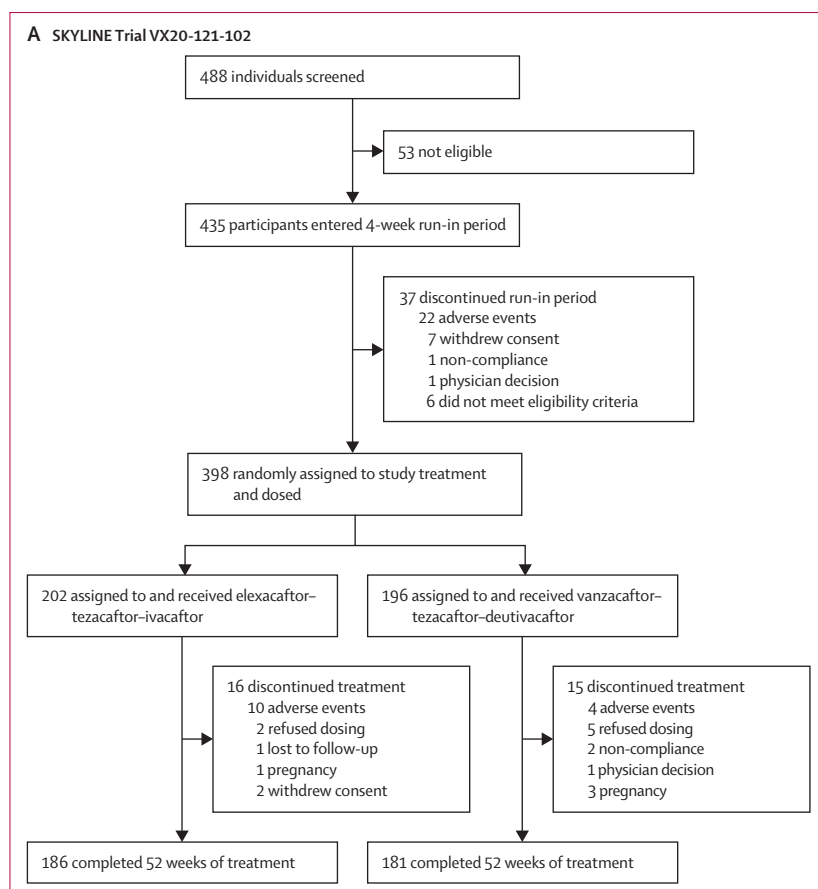 A SKYLINE Trial VX20-121-102
488 individuals screened
53 not eligible
435 participants entered 4-week run-in period
37 discontinued run-in period
22 adverse events
7 withdrew consent
1 non-compliance
1 physician decision
6 did not meet eligibility criteria
398 randomly assigned to study treatment
and dosed
202 assigned to and received elexacaftor–
tezacaftor–ivacaftor
196 assigned to and received vanzacaftor–
tezacaftor–deutivacaftor
16 discontinued treatment
10 adverse events
2 refused dosing
1 lost to follow-up
1 pregnancy
2 withdrew consent
15 discontinued treatment
4 adverse events
5 refused dosing
2 non-compliance
1 physician decision
3 pregnancy
186 completed 52 weeks of treatment
181 completed 52 weeks of treatment